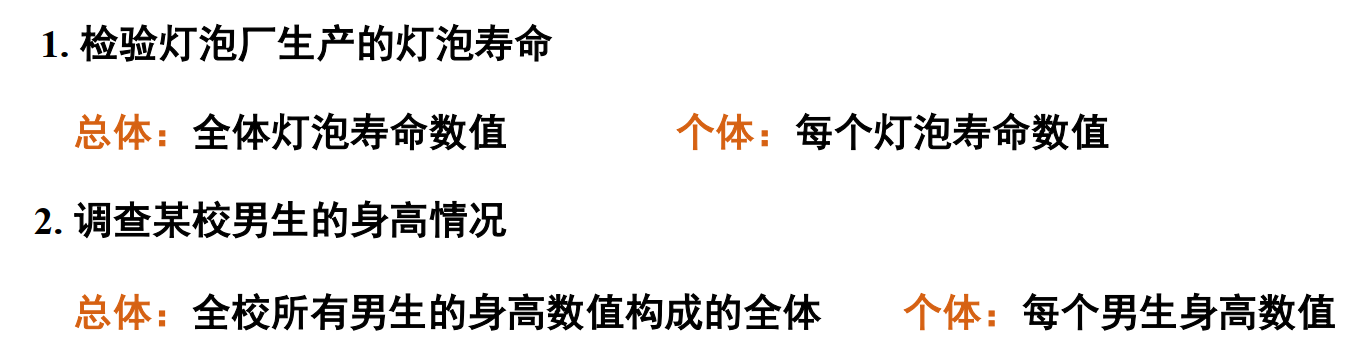 1. 检验灯泡厂生产的灯泡寿命
总体：全体灯泡寿命数值 个体：每个灯泡寿命数值
2. 调查某校男生的身高情况
总体：全校所有男生的身高数值构成的全体 个体：每个男生身高数值